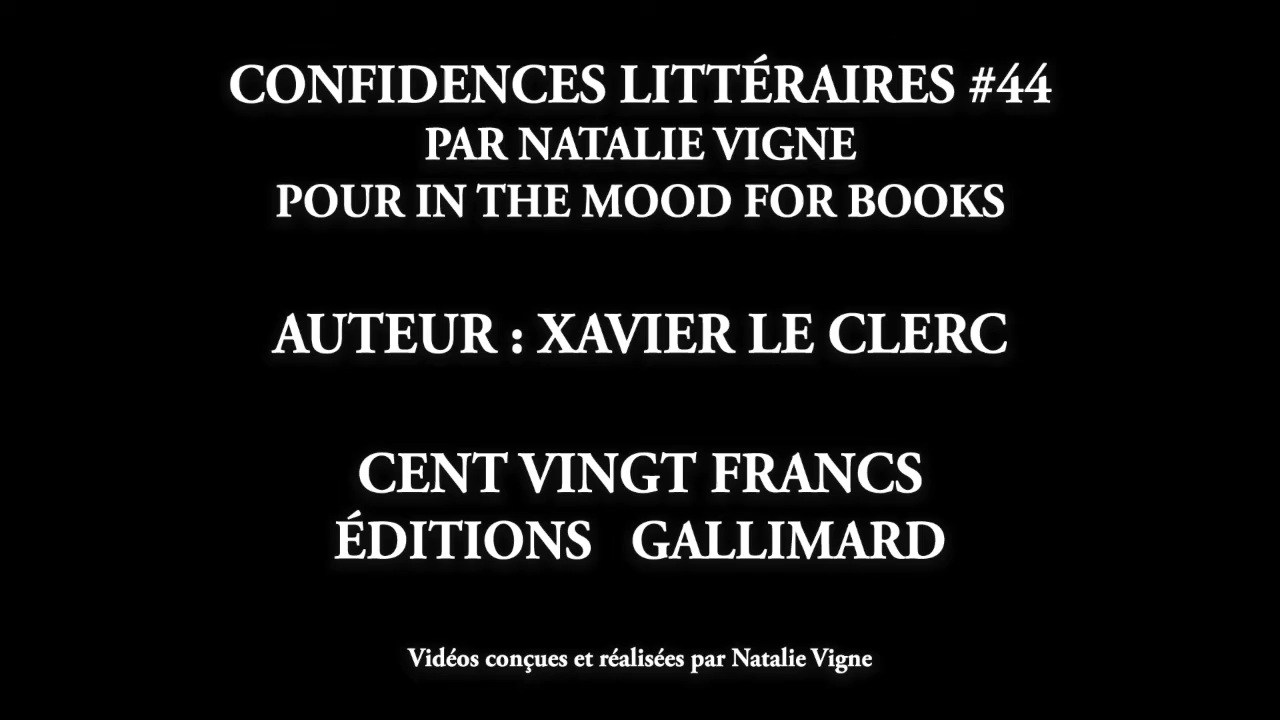 CONFIDENCES LITTÉRAIRES #44
PAR NATALIE VIGNE
POUR IN THE MOOD FOR BOOKS
AUTEUR : XAVIER LE CLERC
CENT VINGT FRANCS
ÉDITIONS GALLIMARD
Vidéos conçues et réalisées par Natalie Vigne